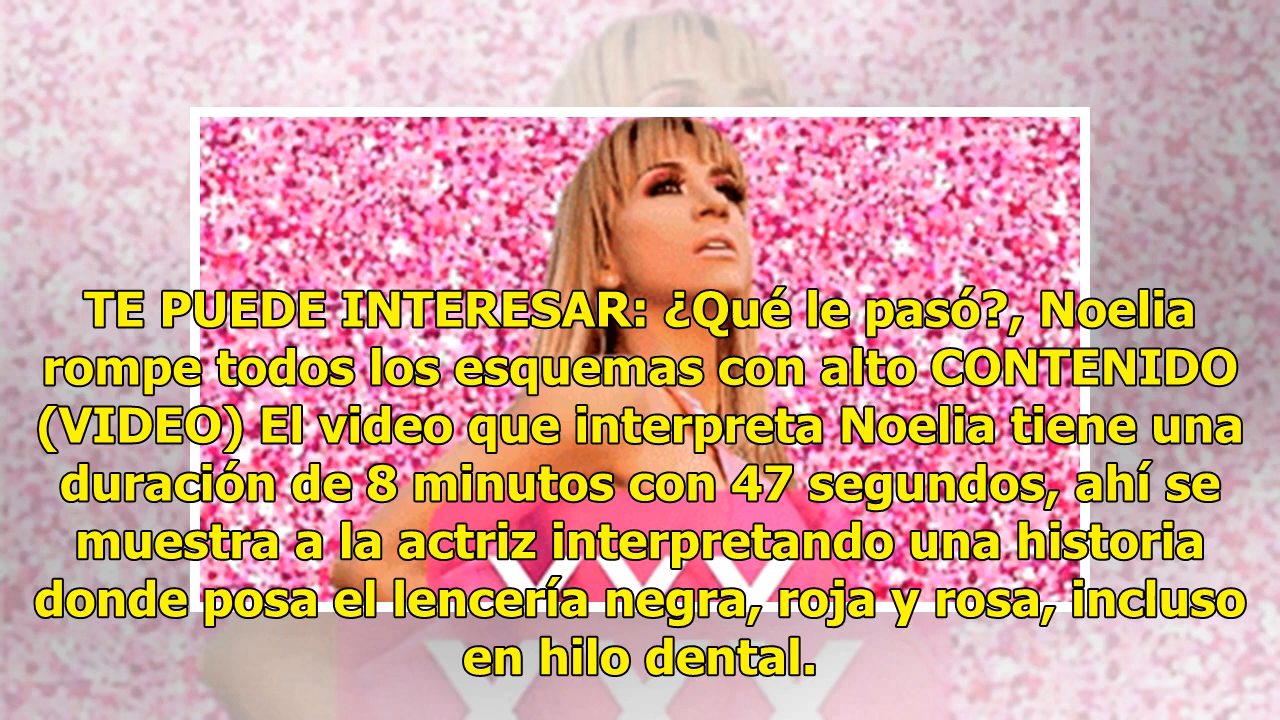 TE PUEDE INTERESAR: ¿Qué le pasó?, Noelia
rompe todos los esquemas con alto CONTENIDO
(VIDEO) El video que interpreta Noelia tiene una
duración de 8 minutos con 47 segundos, ahí se
muestra a la actriz interpretando una historia
donde posa el lencería negra, roja y rosa, incluso
en hilo dental.